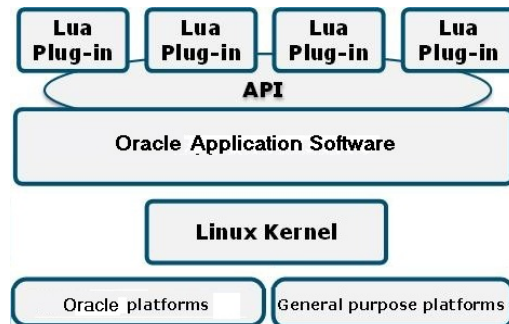 Lua Plug-in
Lua Plug-in
Lua Plug-in
Lua Plug-in
API
Oracle Application Software
Linux Kernel
Oracle platforms
General purpose platforms